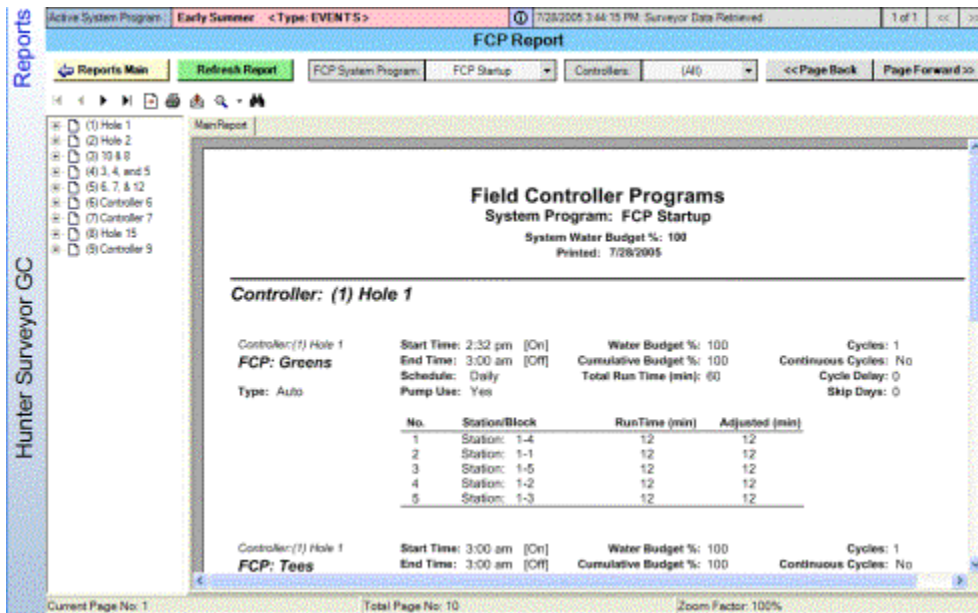 Reports
Hunter Surveyor GC
Active System Program: Early Summer <Type: EVENTS> 7/28/2005 3:44:15 PM: Surveyor Data Retrieved 1 of 1 <<
FCP Report
Reports Main Refresh Report FCP System Program: FCP Startup Controllers: (All) <<Page Back Page Forward >>
(1) Hole 1
(2) Hole 2
(3) 10 & 8
(4) 3, 4, and 5
(5) 6, 7, & 12
(6) Controller 6
(7) Controller 7
(8) Hole 15
(9) Controller 9
Main Report
Field Controller Programs
System Program: FCP Startup
System Water Budget %: 100
Printed: 7/28/2005
Controller: (1) Hole 1
Controller:(1) Hole 1 Start Time: 2:32 pm [On] Water Budget %: 100 Cycles: 1
FCP: Greens End Time: 3:00 am [Off] Cumulative Budget %: 100 Continuous Cycles: No
Schedule: Daily Total Run Time (min): 60 Cycle Delay: 0
Type: Auto Pump Use: Yes Skip Days: 0
No. Station/Block RunTime (min) Adjusted (min)
1 Station: 1-4 12 12
2 Station: 1-1 12 12
3 Station: 1-5 12 12
4 Station: 1-2 12 12
5 Station: 1-3 12 12
Controller:(1) Hole 1 Start Time: 3:00 am [On] Water Budget %: 100 Cycles: 1
FCP: Tees End Time: 3:00 am [Off] Cumulative Budget %: 100 Continuous Cycles: No
Current Page No: 1 Total Page No: 10 Zoom Factor: 100%